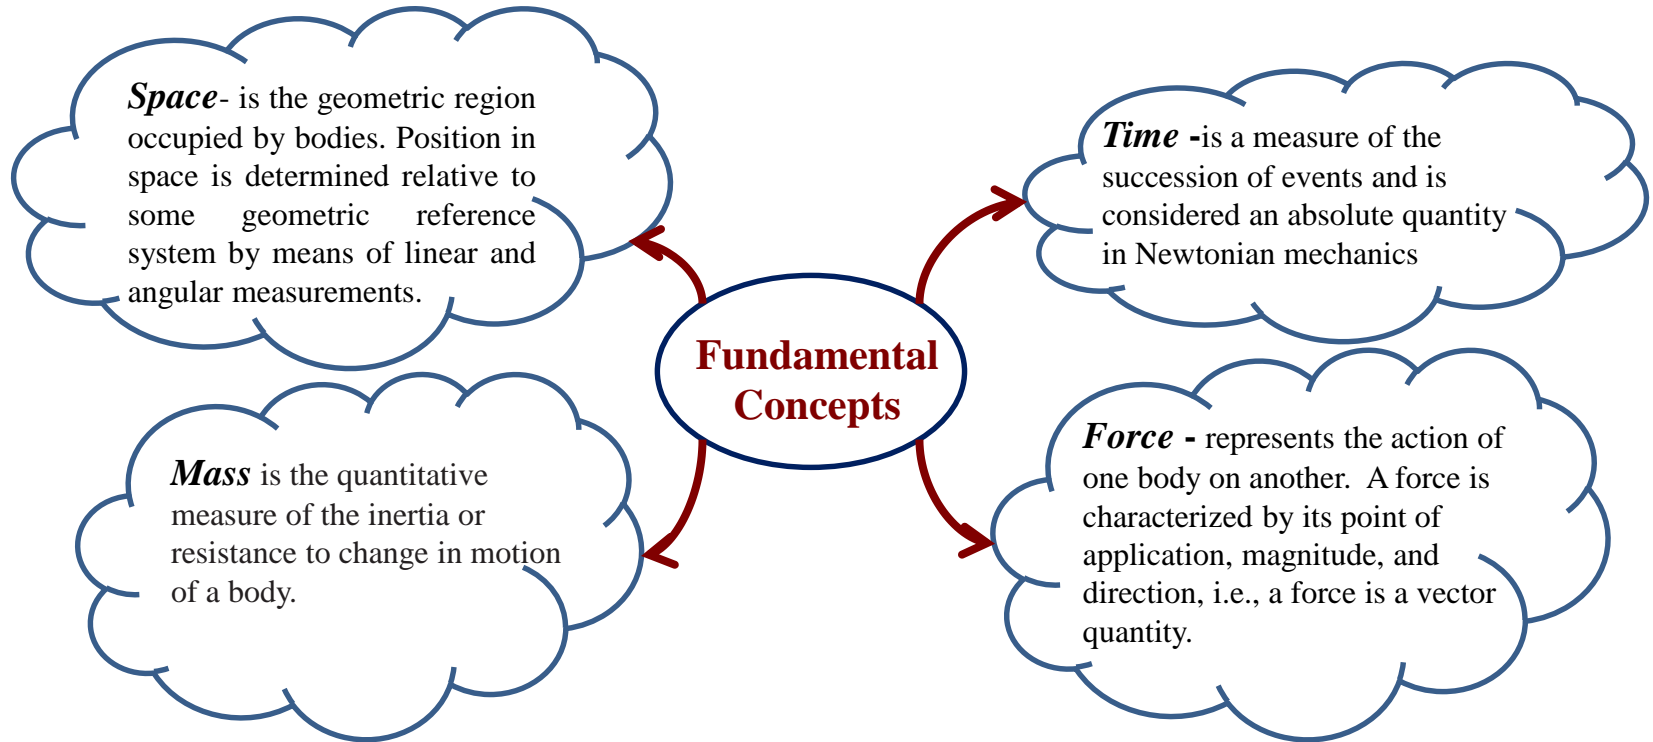 Space- is the geometric region
occupied by bodies. Position in
space is determined relative to
some geometric reference
system by means of linear and
angular measurements.
Time -is a measure of the
succession of events and is
considered an absolute quantity
in Newtonian mechanics
Fundamental
Concepts
Mass is the quantitative
measure of the inertia or
resistance to change in motion
of a body.
Force - represents the action of
one body on another. A force is
characterized by its point of
application, magnitude, and
direction, i.e., a force is a vector
quantity.